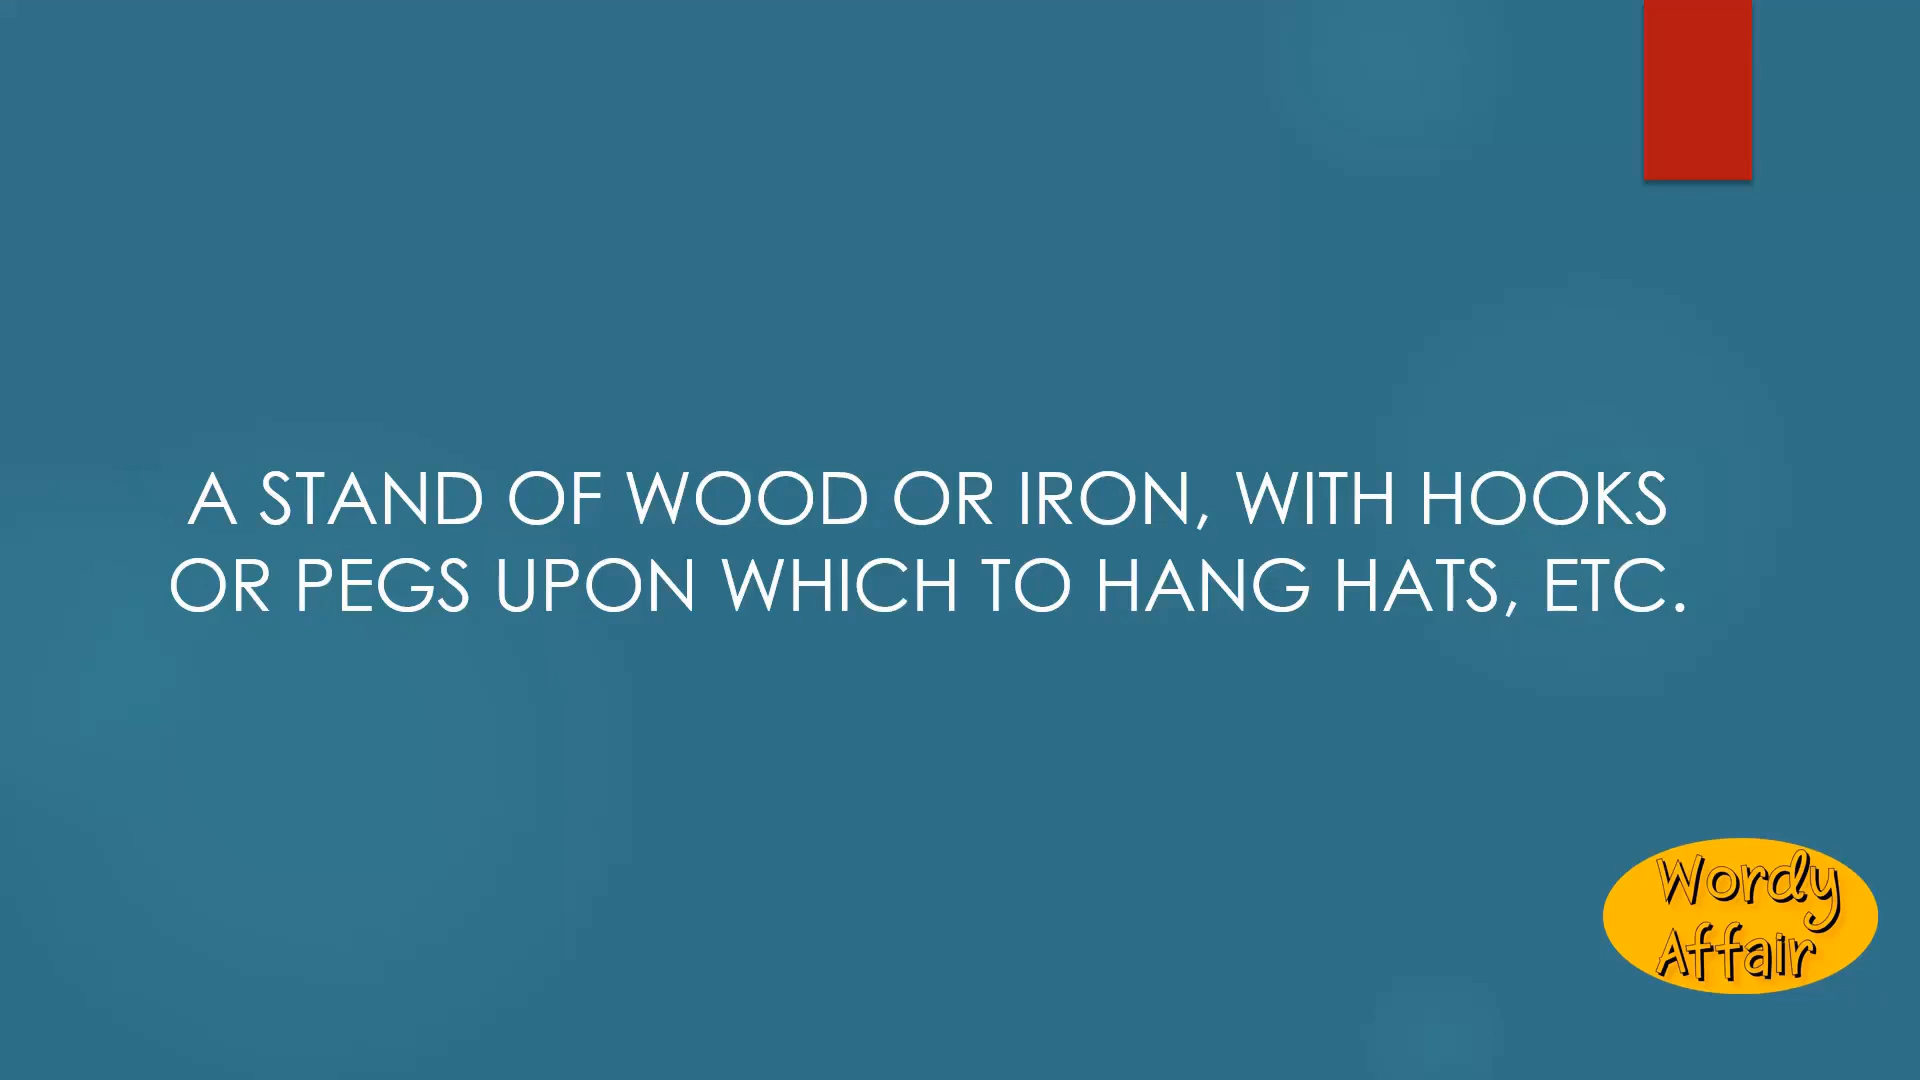 A STAND OF WOOD OR IRON, WITH HOOKS
OR PEGS UPON WHICH TO HANG HATS, ETC.
Wordy
Affair